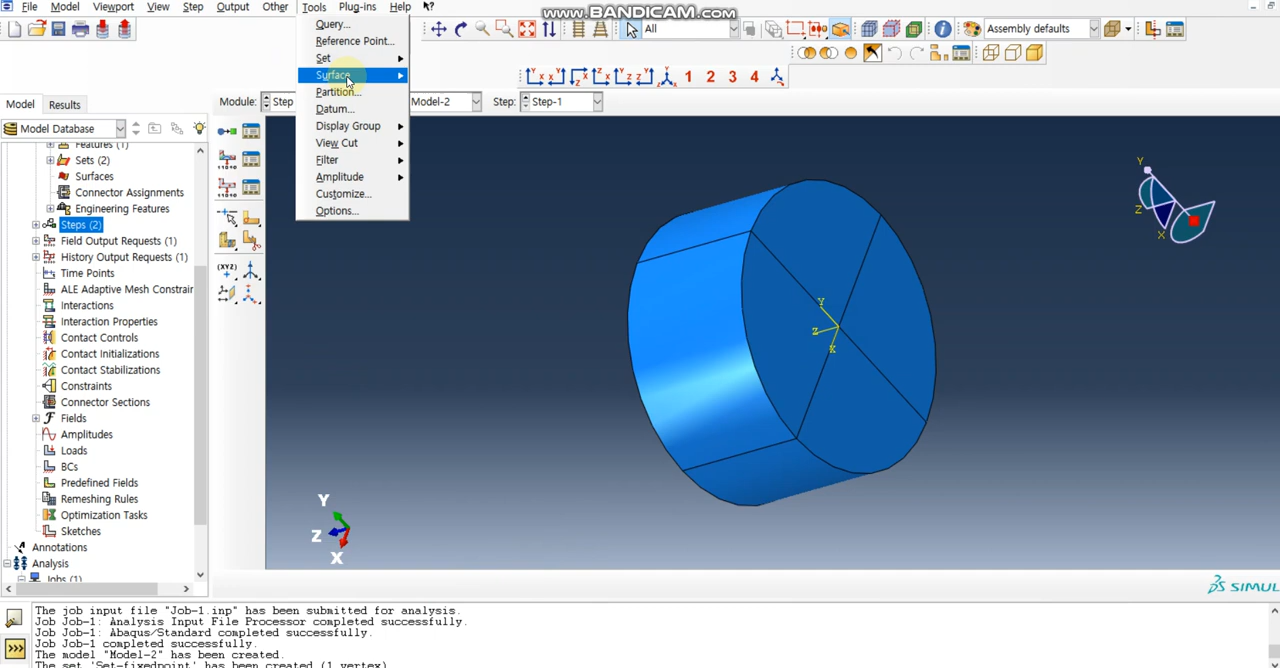 File Model Viewport View Step Output Other Tools Plug-ins Help
www.BANDICAM.com
All
Assembly defaults
Query...
Reference Point...
Set
Surface
Partition...
Datum...
Display Group
View Cut
Filter
Amplitude
Customize...
Options...
1 2 3 4
Model Results
Module: Step Model-2 Step: Step-1
Model Database
Features (1)
Sets (2)
Surfaces
Connector Assignments
Engineering Features
Steps (2)
Field Output Requests (1)
History Output Requests (1)
Time Points
ALE Adaptive Mesh Constrain
Interactions
Interaction Properties
Contact Controls
Contact Initializations
Contact Stabilizations
Constraints
Connector Sections
Fields
Amplitudes
Loads
BCs
Predefined Fields
Remeshing Rules
Optimization Tasks
Sketches
Annotations
Analysis
Jobs (1)
(XYZ)
Y
Z
X
Y
Z
X
Y
Z
X
SIMUL
The job input file "Job-1.inp" has been submitted for analysis.
Job Job-1: Analysis Input File Processor completed successfully.
Job Job-1: Abaqus/Standard completed successfully.
Job Job-1 completed successfully.
The model "Model-2" has been created.
The set 'Set-fixedpoint' has been created (1 vertex)